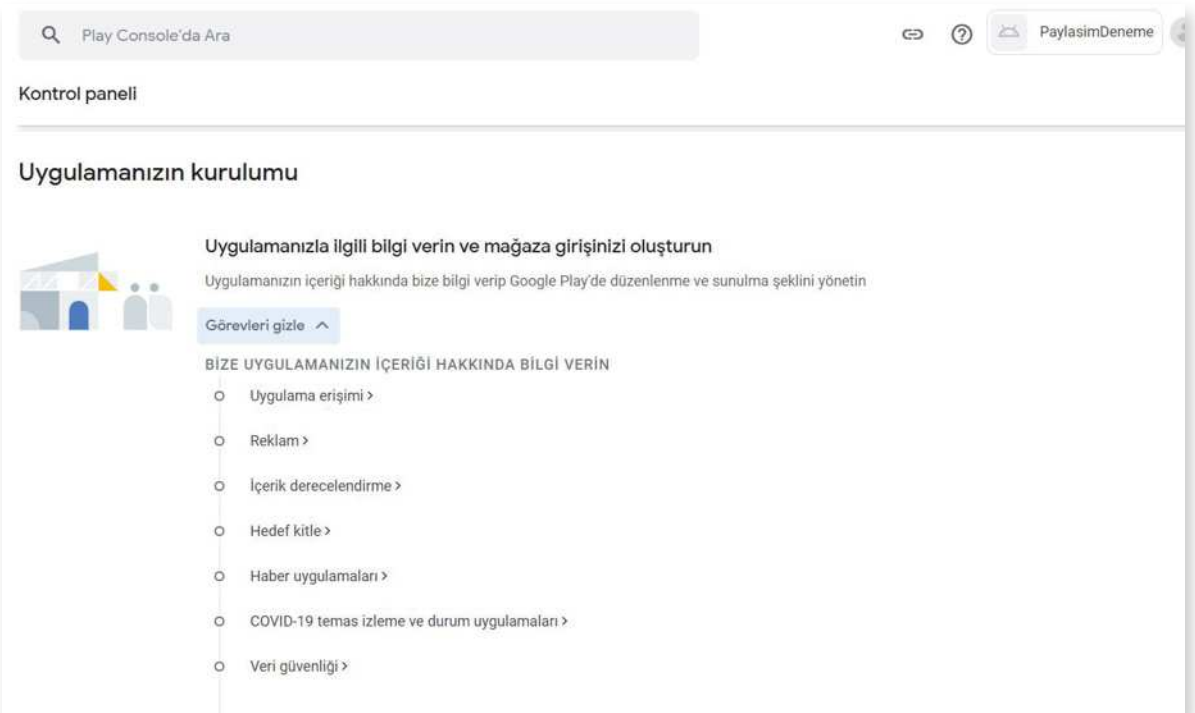 Play Console'da Ara
PaylasimDeneme
Kontrol paneli
Uygulamanızın kurulumu
Uygulamanızla ilgili bilgi verin ve mağaza girişinizi oluşturun
Uygulamanızın içeriği hakkında bize bilgi verip Google Play'de düzenlenme ve sunulma şeklini yönetin
Görevleri gizle
BİZE UYGULAMANIZIN İÇERİĞİ HAKKINDA BİLGİ VERİN
Uygulama erişimi >
Reklam >
İçerik derecelendirme >
Hedef kitle >
Haber uygulamaları >
COVID-19 temas izleme ve durum uygulamaları >
Veri güvenliği >